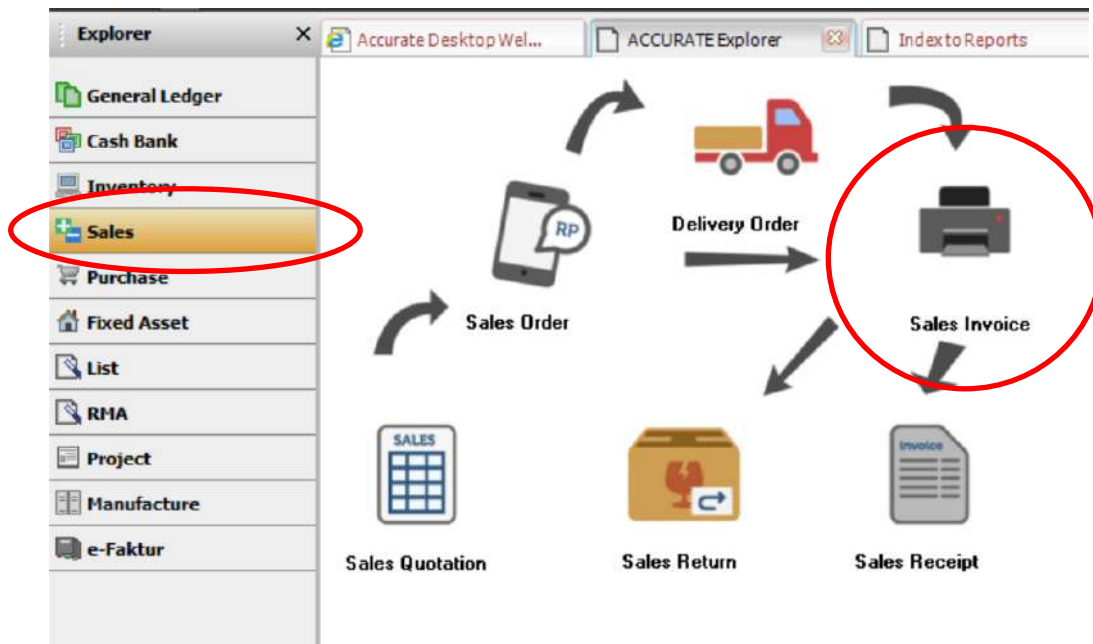 Explorer
Accurate Desktop Wel...
ACCURATE Explorer
Index to Reports
General Ledger
Cash Bank
Inventory
Sales
Purchase
Fixed Asset
List
RMA
Project
Manufacture
e-Faktur
RP
Delivery Order
Sales Order
Sales Invoice
SALES
Invoice
Sales Quotation
Sales Return
Sales Receipt